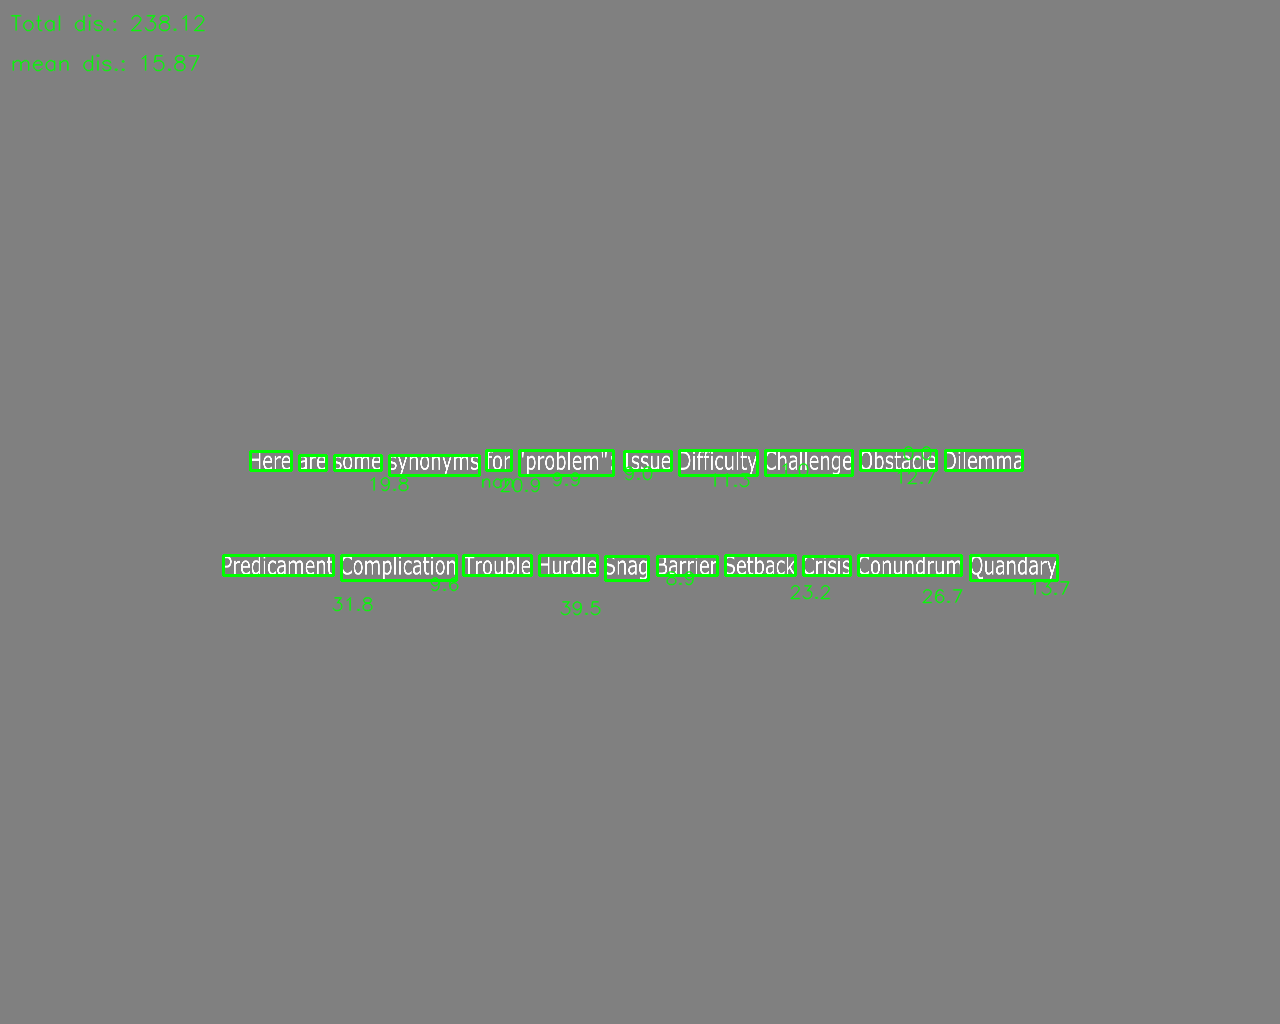 Total dis.: 238.12
mean dis.: 15.87
Here are some synonyms for "problem": Issue Difficulty Challenge Obstacle Dilemma
19.8 20.9 9.9 9.6 11.3 12.7
Predicament Complication Trouble Hurdle Snag Barrier Setback Crisis Conundrum Quandary
31.8 9.6 39.5 8.9 23.2 26.7 13.7